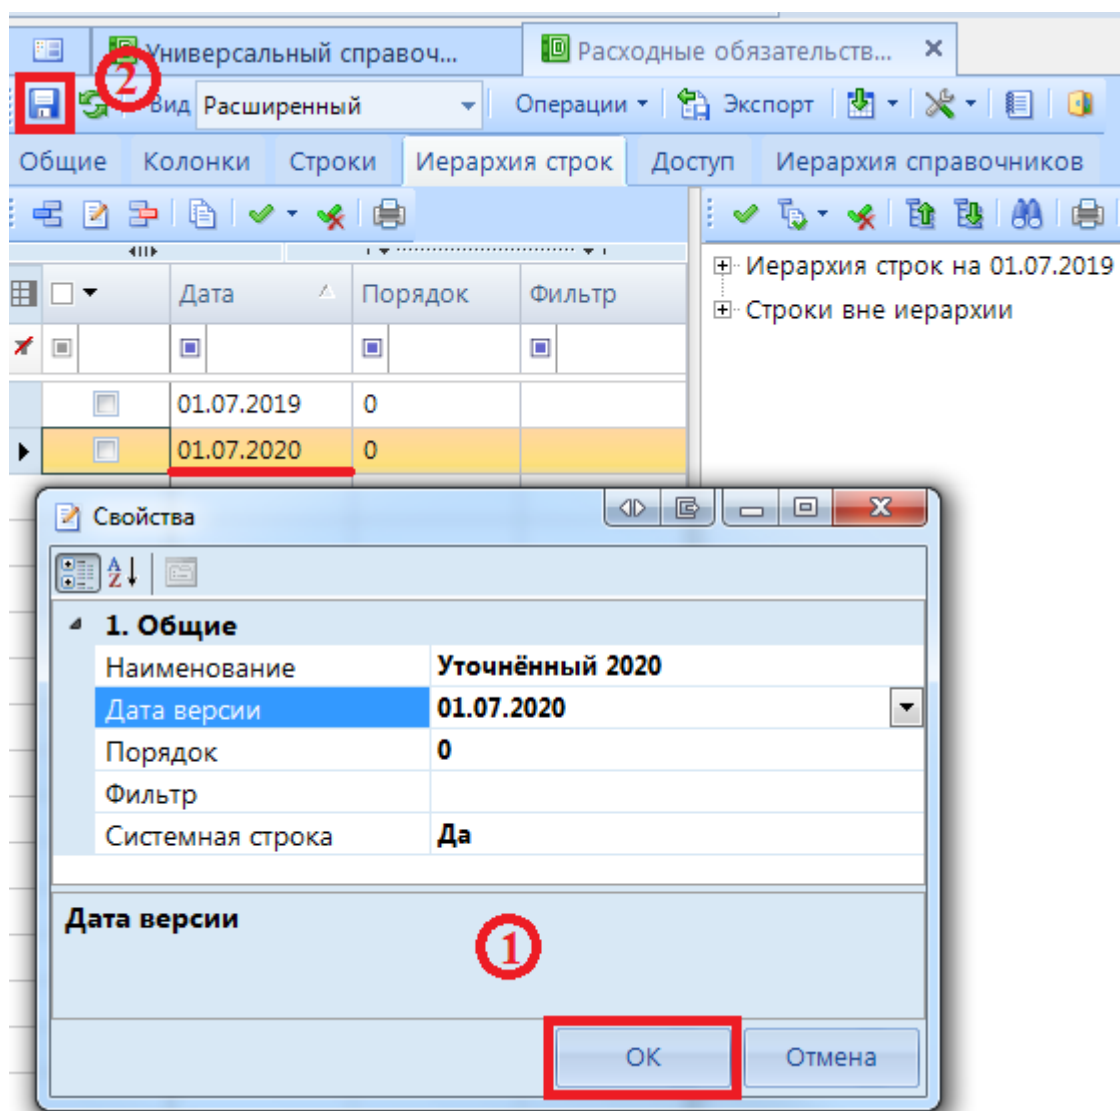 Универсальный справоч...
Расходные обязательств...
2
Вид Расширенный Операции Экспорт
Общие Колонки Строки Иерархия строк Доступ Иерархия справочников
Дата Порядок Фильтр
Иерархия строк на 01.07.2019
Строки вне иерархии
01.07.2019 0
01.07.2020 0
Свойства
A
Z
1. Общие
Наименование Уточнённый 2020
Дата версии 01.07.2020
Порядок 0
Фильтр
Системная строка Да
Дата версии
1
ОК Отмена